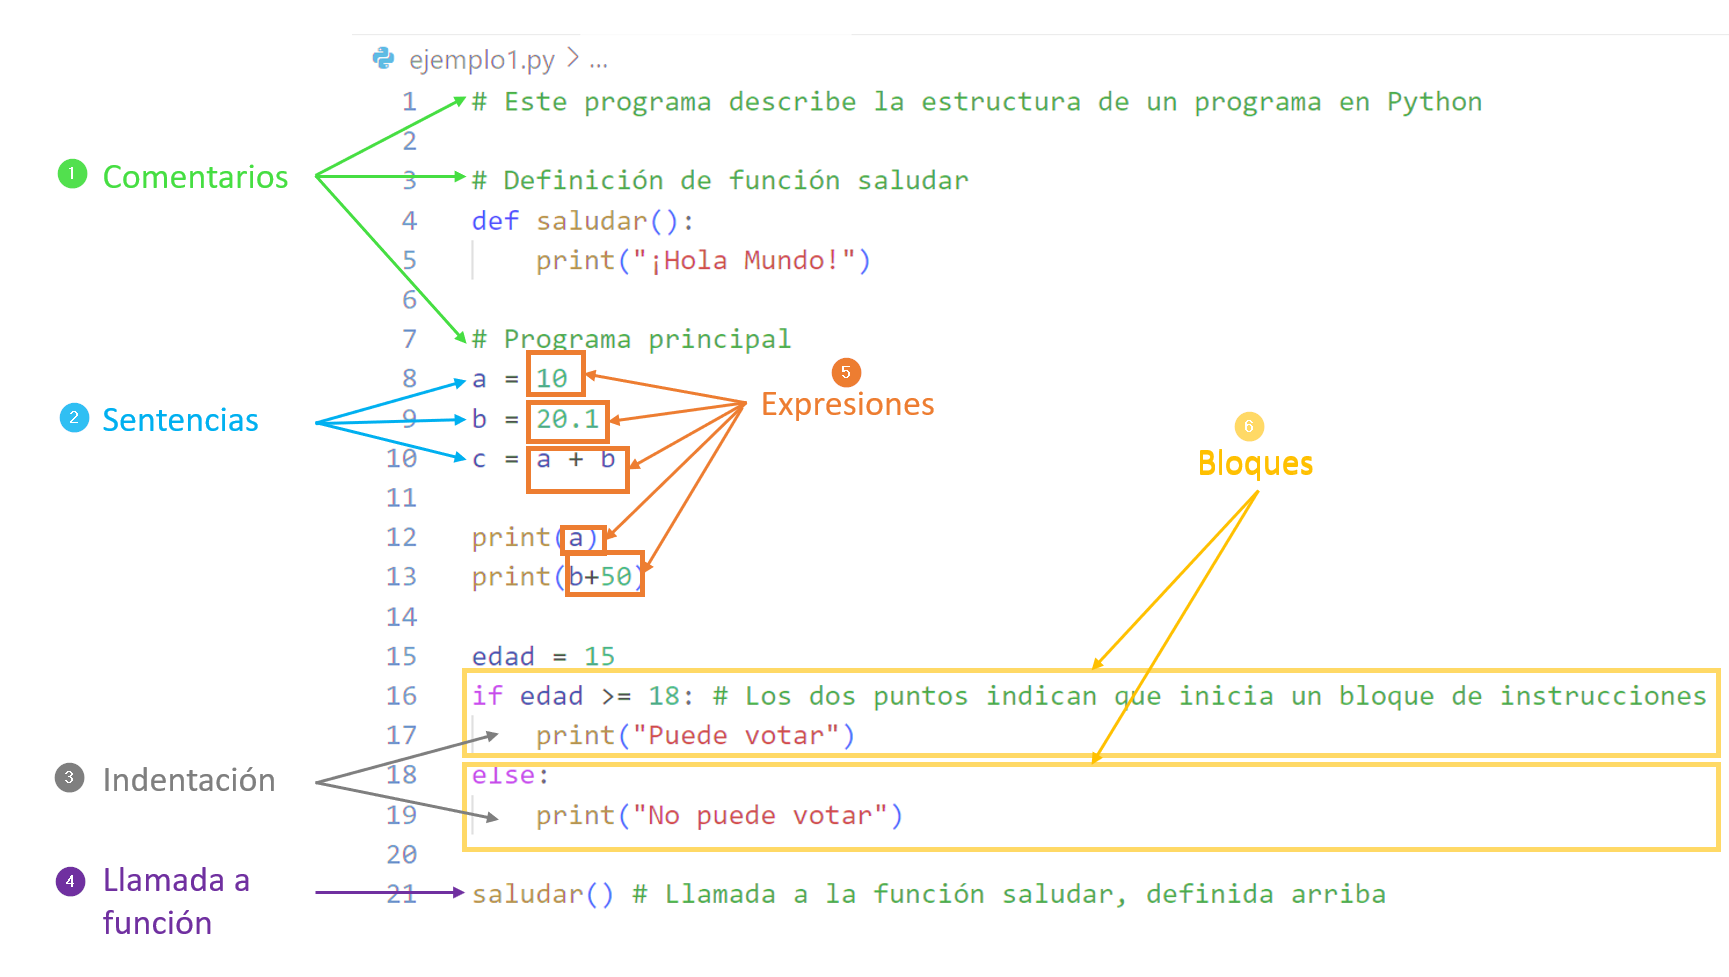 ejemplo1.py > ...
1 # Este programa describe la estructura de un programa en Python
2
1 Comentarios
3 # Definición de función saludar
4 def saludar():
5     print("¡Hola Mundo!")
6
7 # Programa principal
8 a = 10
5 Expresiones
2 Sentencias
9 b = 20.1
6 Bloques
10 c = a + b
11
12 print(a)
13 print(b+50)
14
15 edad = 15
16 if edad >= 18: # Los dos puntos indican que inicia un bloque de instrucciones
17     print("Puede votar")
3 Indentación
18 else:
19     print("No puede votar")
20
4 Llamada a
función
21 saludar() # Llamada a la función saludar, definida arriba